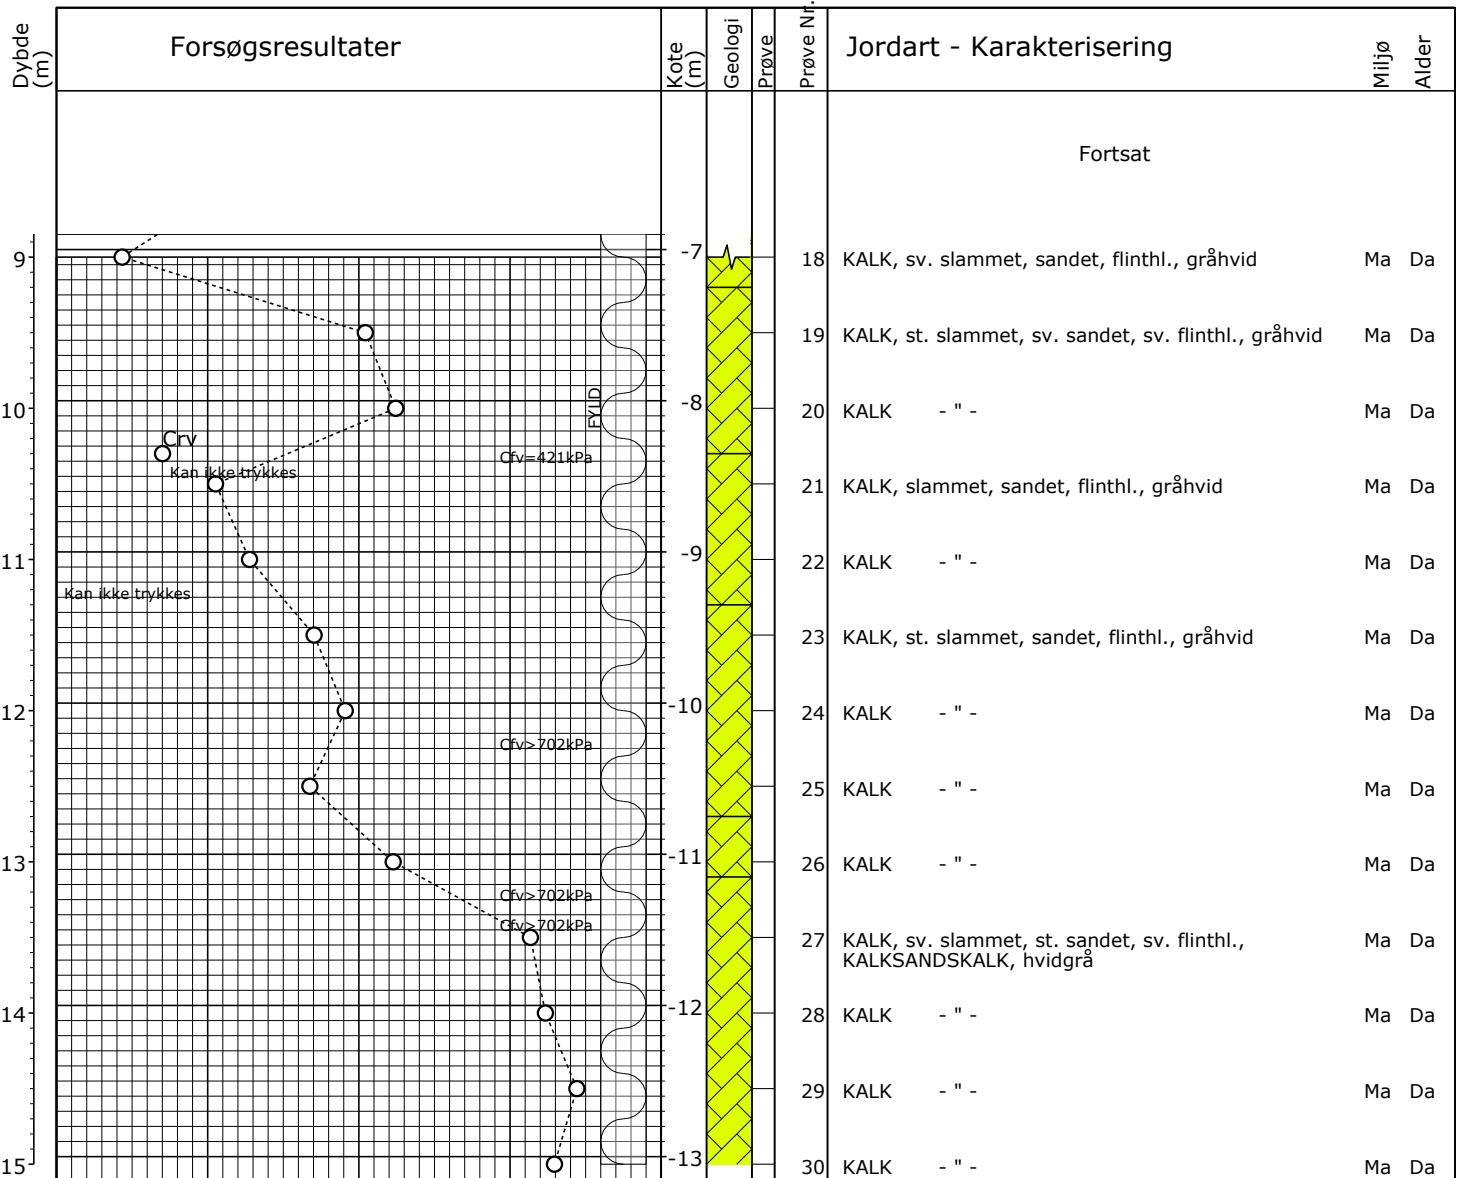 Dybde (m)
Forsøgsresultater
Kote (m)
Geologi
Prøve
Prøve Nr.
Jordart - Karakterisering
Miljø
Alder
Fortsat
9
-7
18 KALK, sv. slammet, sandet, flinthl., gråhvid Ma Da
19 KALK, st. slammet, sv. sandet, sv. flinthl., gråhvid Ma Da
10
FYLD
-8
20 KALK - " - Ma Da
Crv
Kan ikke trykkes
Cfv=421kPa
21 KALK, slammet, sandet, flinthl., gråhvid Ma Da
11
-9
22 KALK - " - Ma Da
Kan ikke trykkes
23 KALK, st. slammet, sandet, flinthl., gråhvid Ma Da
12
-10
24 KALK - " - Ma Da
Cfv>702kPa
25 KALK - " - Ma Da
13
-11
26 KALK - " - Ma Da
Cfv>702kPa
Cfv>702kPa
27 KALK, sv. slammet, st. sandet, sv. flinthl., Ma Da
KALKSANDSKALK, hvidgrå
14
-12
28 KALK - " - Ma Da
29 KALK - " - Ma Da
15
-13
30 KALK - " - Ma Da